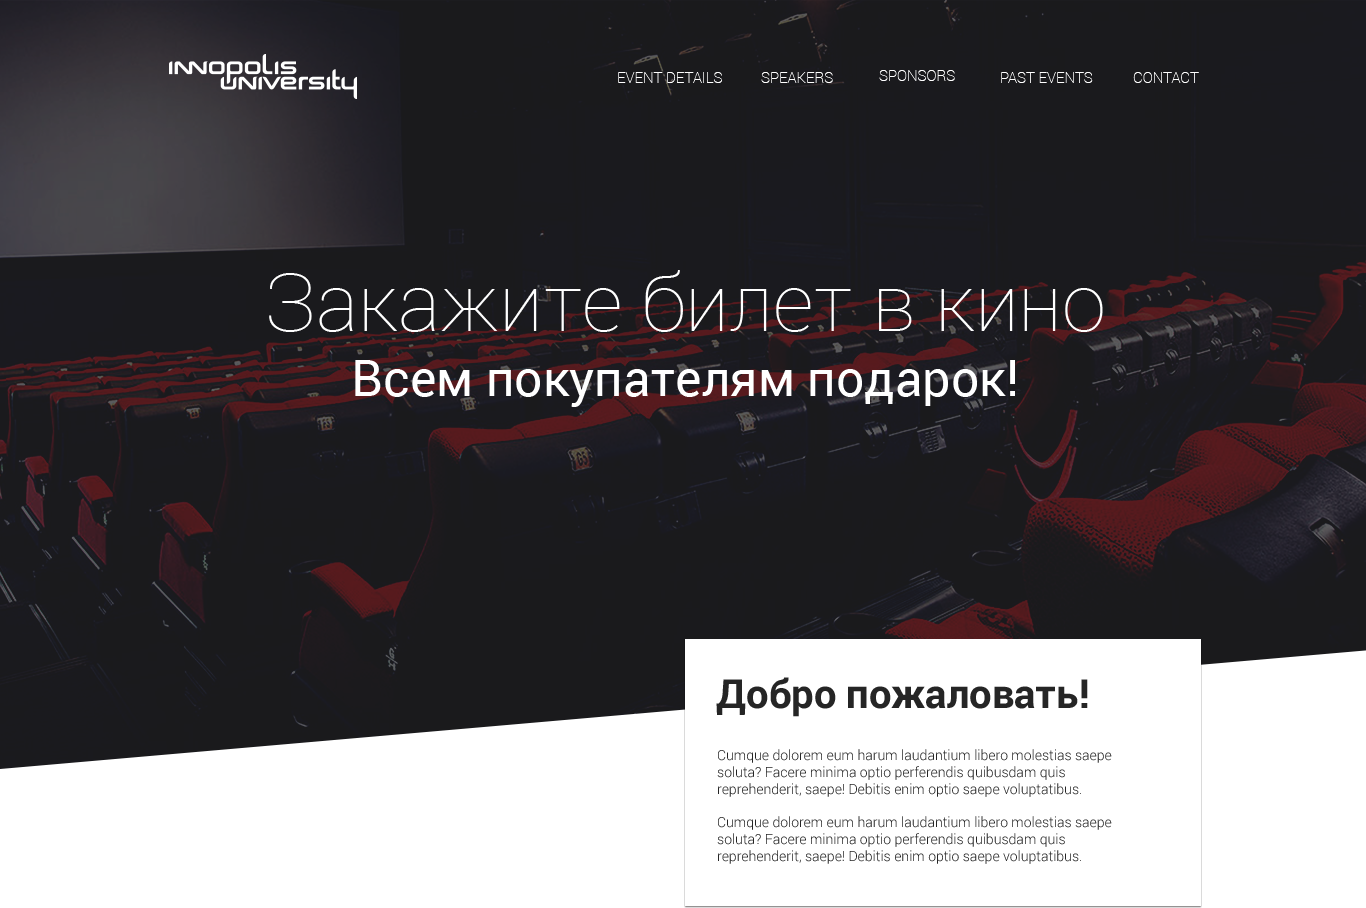 INNOPOLIS
UNIVERSITY
EVENT DETAILS SPEAKERS SPONSORS PAST EVENTS CONTACT
Закажите билет в кино
Всем покупателям подарок!
Добро пожаловать!
Cumque dolorem eum harum laudantium libero molestias saepe
soluta? Facere minima optio perferendis quibusdam quis
reprehenderit, saepe! Debitis enim optio saepe voluptatibus.
Cumque dolorem eum harum laudantium libero molestias saepe
soluta? Facere minima optio perferendis quibusdam quis
reprehenderit, saepe! Debitis enim optio saepe voluptatibus.